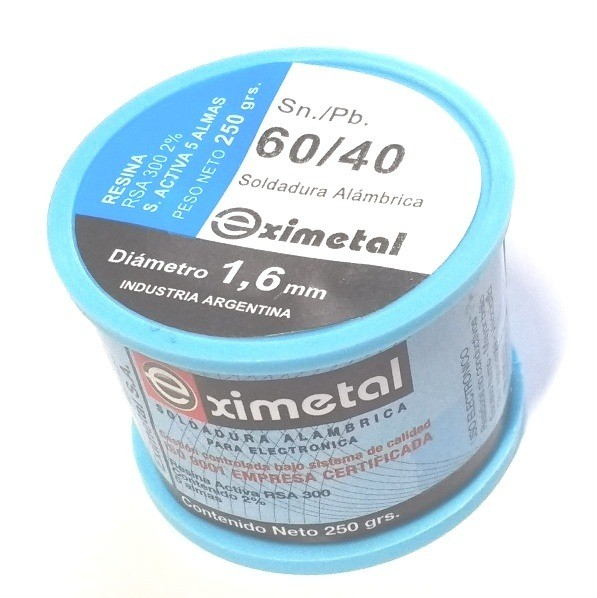 Sn./Pb.
60/40
Soldadura Alámbrica
eximetal
RESINA
RSA 300 2%
S. ACTIVA 5 ALMAS
PESO NETO 250 grs.
Diámetro 1,6 mm
INDUSTRIA ARGENTINA
eximetal
SOLDADURA ALAMBRICA
PARA ELECTRONICA
controlada bajo sistema de calidad
ISO 9001 EMPRESA CERTIFICADA
Resina Activa RSA 300
Contenido 2%
5 almas
Contenido Neto 250 grs.
S.A.
ELECTRONICO